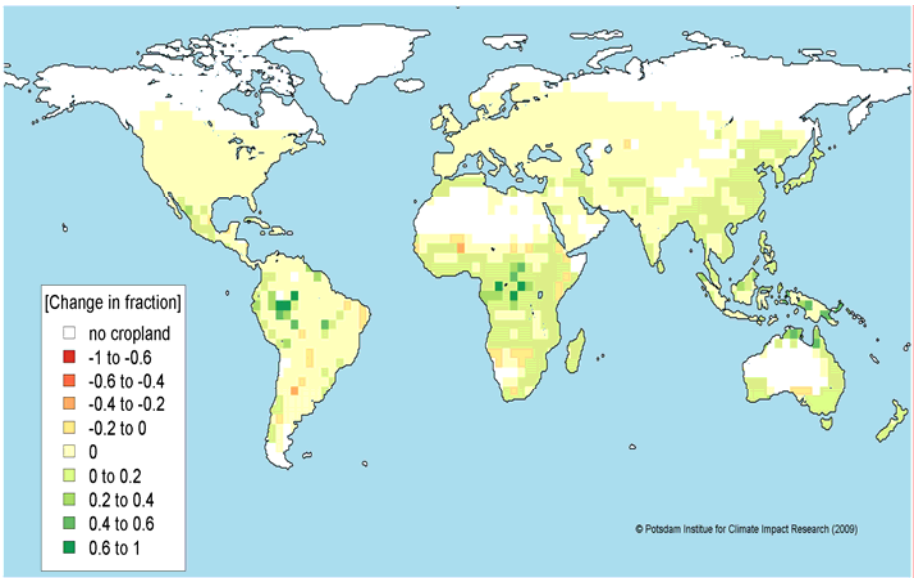 [Change in fraction]
no cropland
-1 to -0.6
-0.6 to -0.4
-0.4 to -0.2
-0.2 to 0
0
0 to 0.2
0.2 to 0.4
0.4 to 0.6
0.6 to 1
© Potsdam Institue for Climate Impact Research (2009)